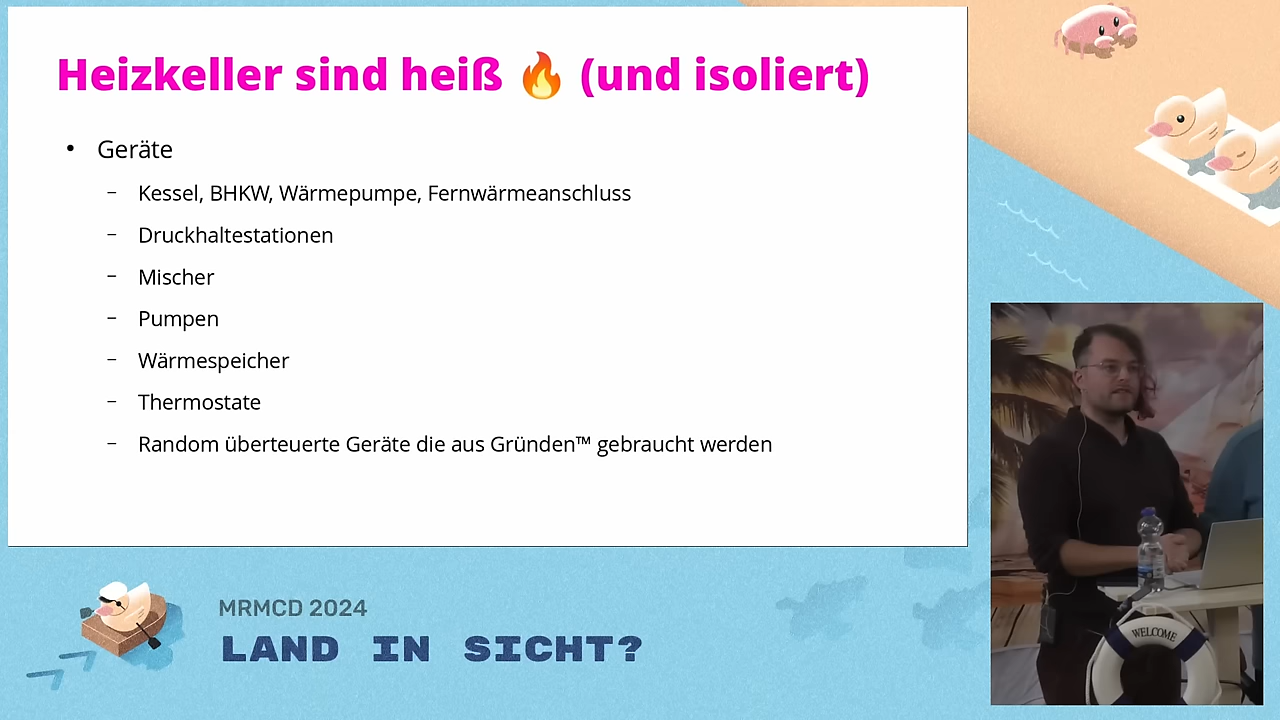 Heizkeller sind heiß 🔥 (und isoliert)
• Geräte
– Kessel, BHKW, Wärmepumpe, Fernwärmeanschluss
– Druckhaltestationen
– Mischer
– Pumpen
– Wärmespeicher
– Thermostate
– Random überteuerte Geräte die aus Gründen™ gebraucht werden
MRMCD 2024
LAND IN SICHT?
WELCOME